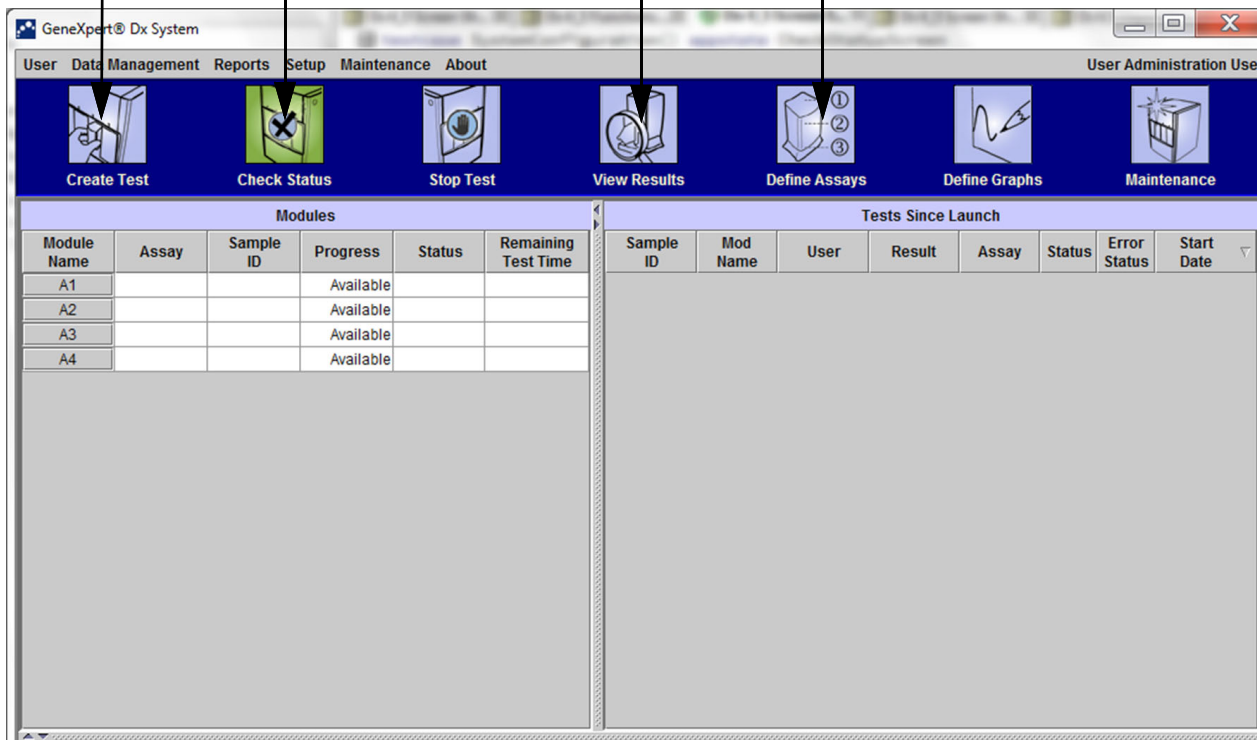 GeneXpert® Dx System
User Data Management Reports Setup Maintenance About User Administration Use
① ② ③
Create Test Check Status Stop Test View Results Define Assays Define Graphs Maintenance
Modules
Module Name Assay Sample ID Progress Status Remaining Test Time
A1 Available
A2 Available
A3 Available
A4 Available
Tests Since Launch
Sample ID Mod Name User Result Assay Status Error Status Start Date